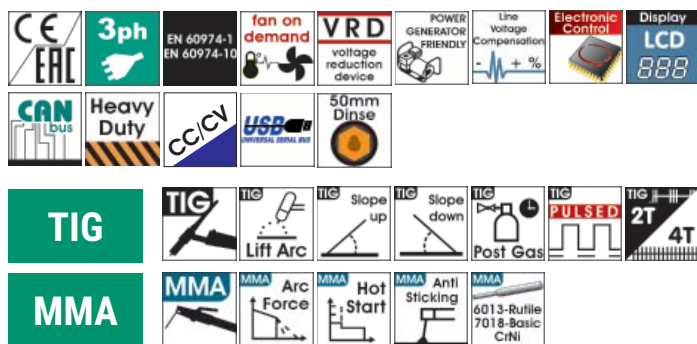 CE
EAC
3ph
EN 60974-1
EN 60974-10
fan on
demand
VRD
voltage
reduction
device
POWER
GENERATOR
FRIENDLY
Line
Voltage
Compensation
- + %
Electronic
Control
Display
LCD
888
CAN
bus
Heavy
Duty
CC/CV
USB
UNIVERSAL SERIAL BUS
50mm
Dinse
TIG
TIG
TIG
Lift Arc
TIG
Slope
up
TIG
Slope
down
TIG
Post Gas
TIG
PULSED
TIG
2T
4T
MMA
MMA
MMA
Arc
Force
MMA
Hot
Start
MMA
Anti
Sticking
MMA
6013-Rutile
7018-Basic
CrNi